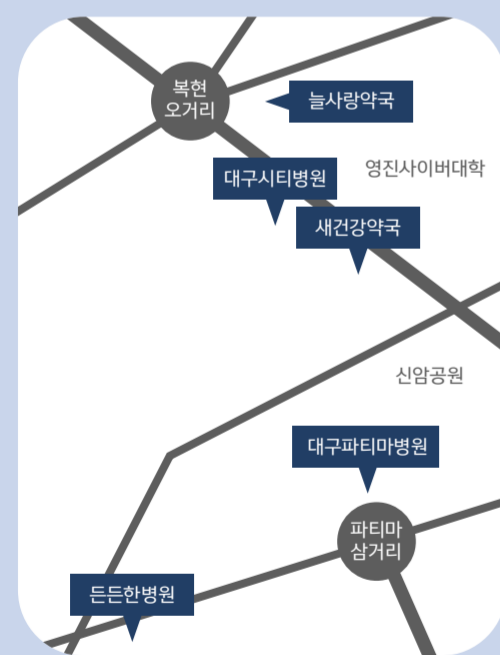 복현
오거리
늘사랑약국
대구시티병원
영진사이버대학
새건강약국
신암공원
대구파티마병원
파티마
삼거리
든든한병원